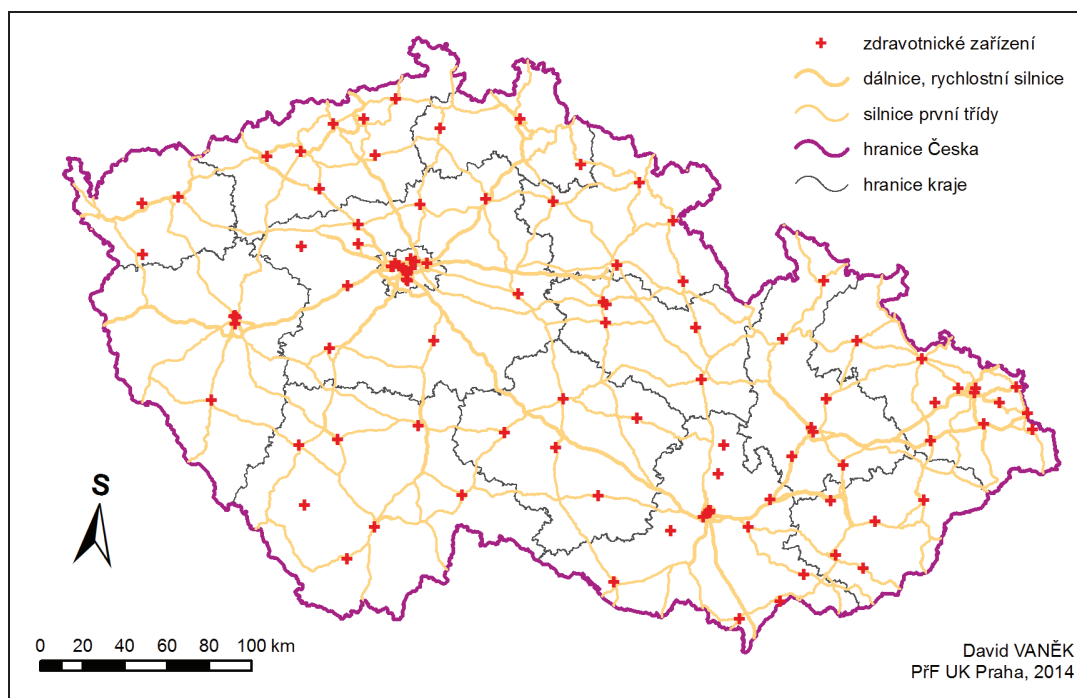 zdravotnické zařízení
dálnice, rychlostní silnice
silnice první třídy
hranice Česka
hranice kraje
S
0 20 40 60 80 100 km
David VANĚK
PřF UK Praha, 2014